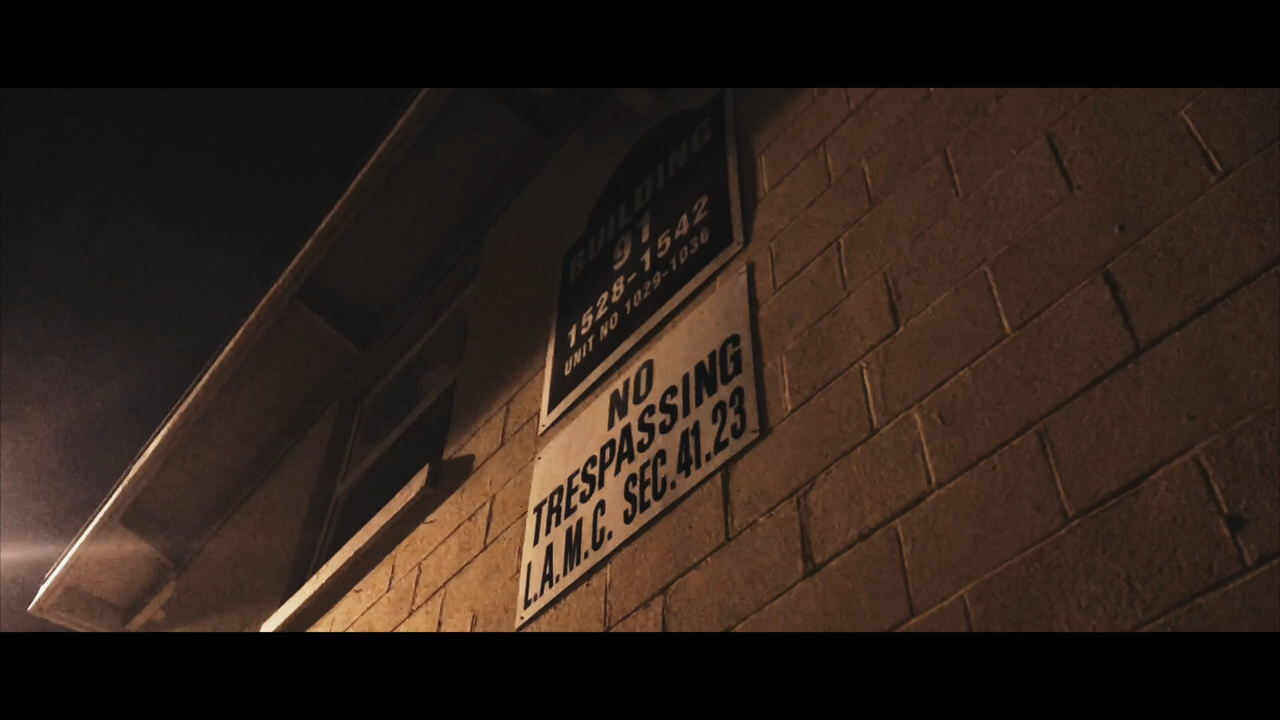 BUILDING
91
1528-1542
UNIT NO 1029-1036
NO
TRESPASSING
L.A.M.C. SEC.41.23